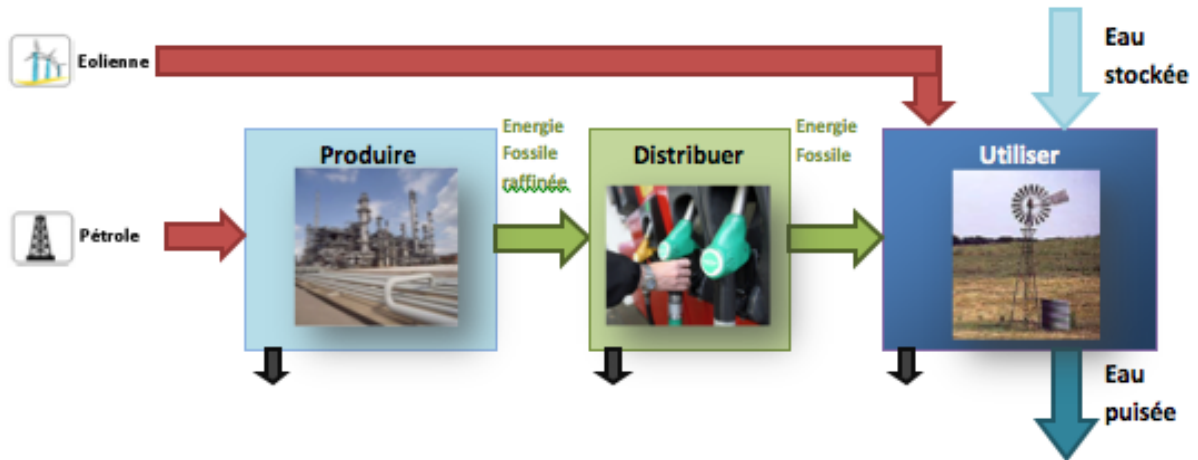 Eolienne
Eau
stockée
Energie
Fossile
raffinée
Energie
Fossile
Produire
Distribuer
Utiliser
Pétrole
Eau
puisée